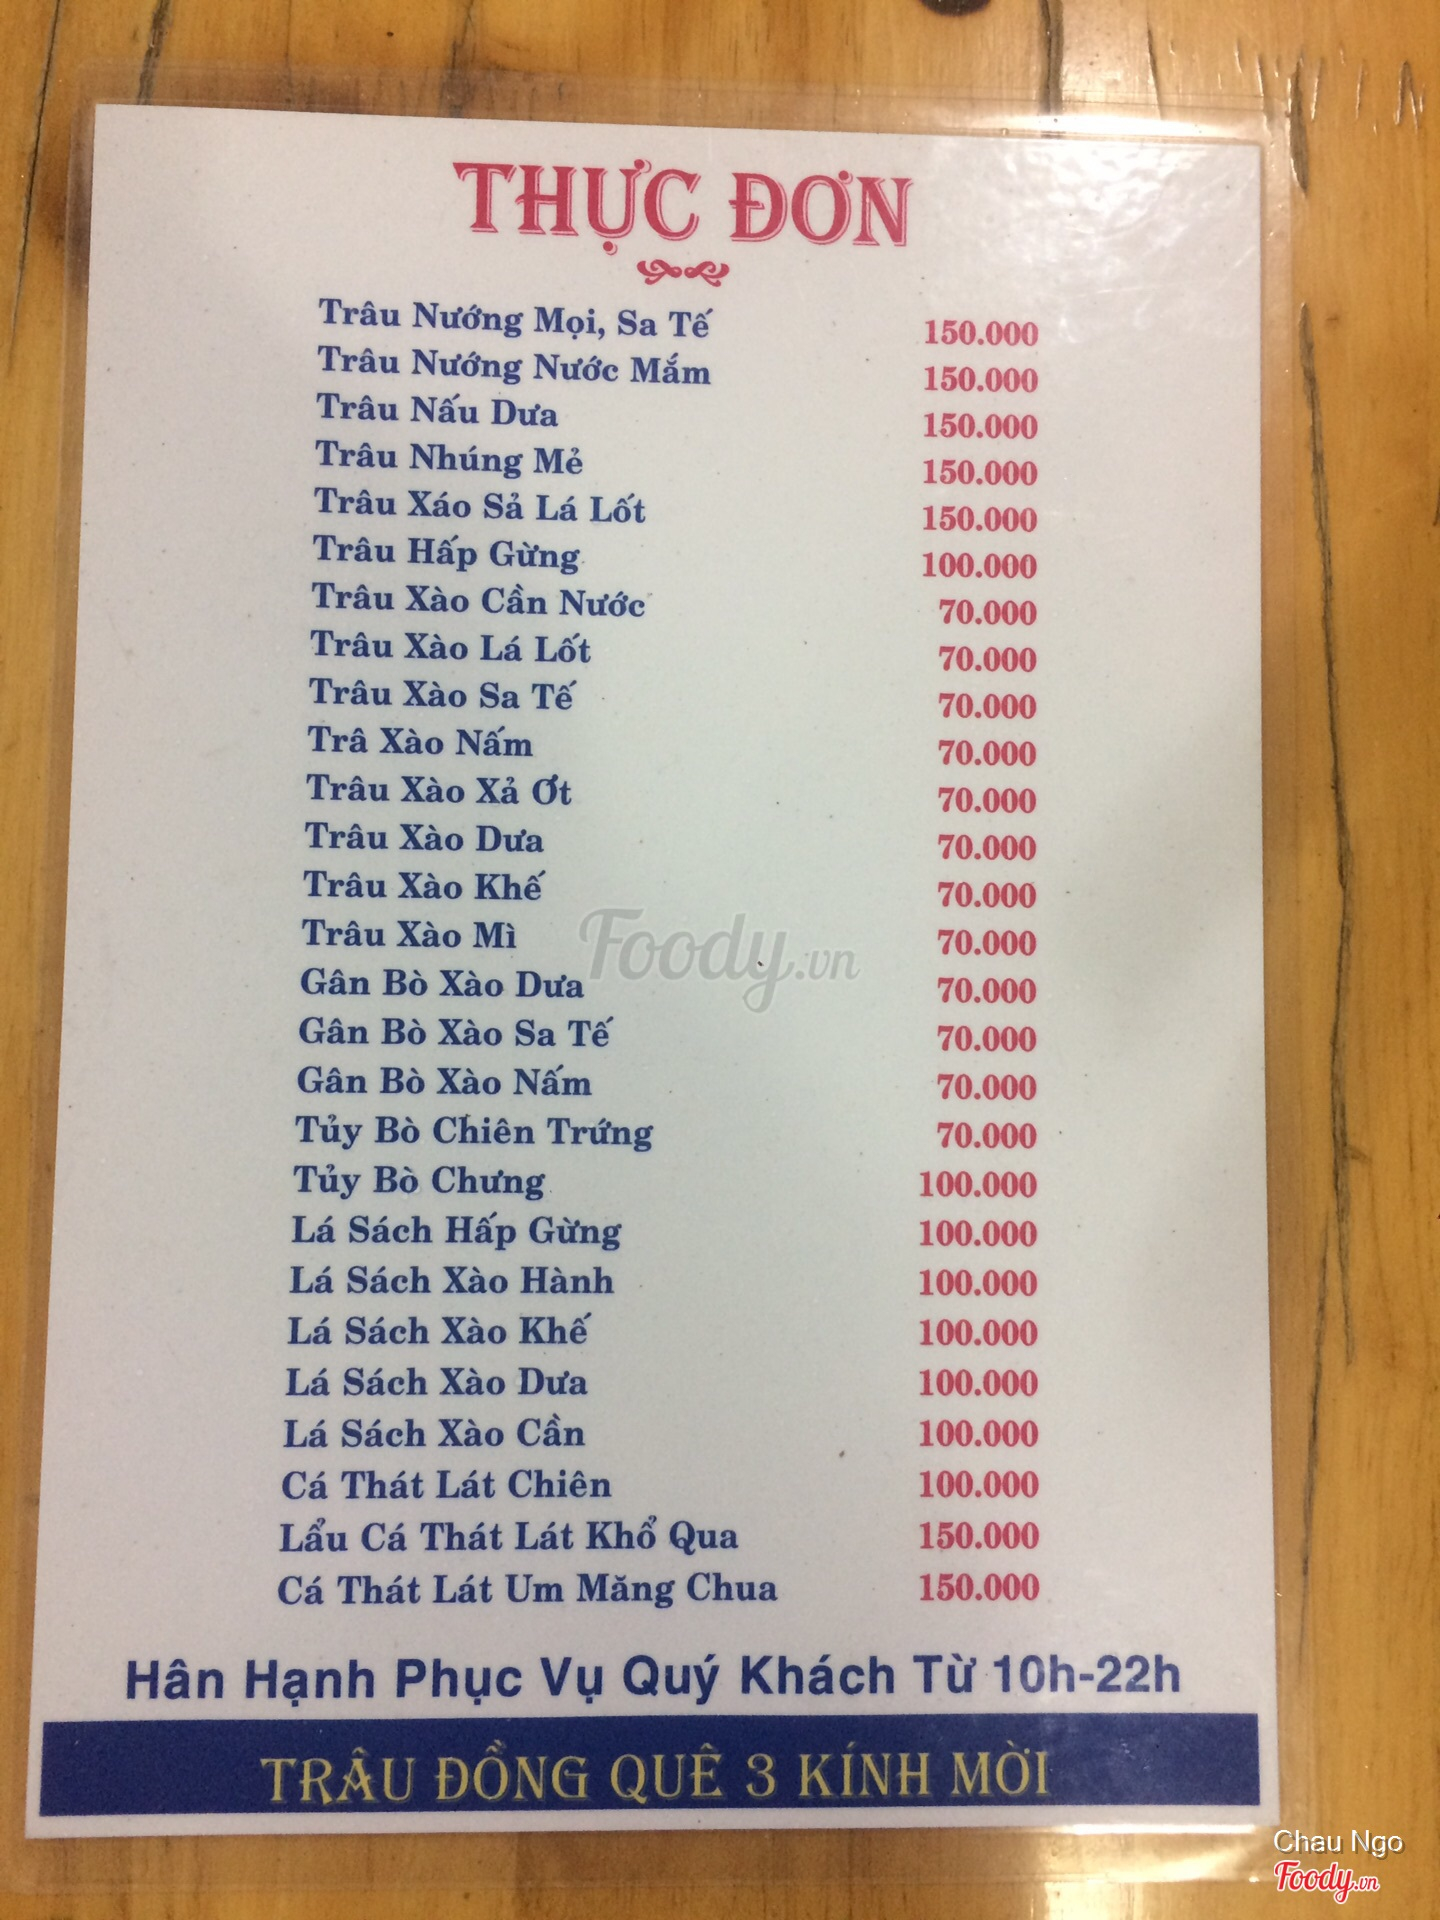 THỰC ĐƠN
Trâu Nướng Mọi, Sa Tế 150.000
Trâu Nướng Nước Mắm 150.000
Trâu Nấu Dưa 150.000
Trâu Nhúng Mẻ 150.000
Trâu Xáo Sả Lá Lốt 150.000
Trâu Hấp Gừng 100.000
Trâu Xào Cần Nước 70.000
Trâu Xào Lá Lốt 70.000
Trâu Xào Sa Tế 70.000
Trâ Xào Nấm 70.000
Trâu Xào Xả Ớt 70.000
Trâu Xào Dưa 70.000
Trâu Xào Khế 70.000
Trâu Xào Mì 70.000
Gân Bò Xào Dưa 70.000
Gân Bò Xào Sa Tế 70.000
Gân Bò Xào Nấm 70.000
Tủy Bò Chiên Trứng 70.000
Tủy Bò Chưng 100.000
Lá Sách Hấp Gừng 100.000
Lá Sách Xào Hành 100.000
Lá Sách Xào Khế 100.000
Lá Sách Xào Dưa 100.000
Lá Sách Xào Cần 100.000
Cá Thát Lát Chiên 100.000
Lẩu Cá Thát Lát Khổ Qua 150.000
Cá Thát Lát Um Măng Chua 150.000
Hân Hạnh Phục Vụ Quý Khách Từ 10h-22h
TRÂU ĐỒNG QUÊ 3 KÍNH MỜI
Foody.vn
Chau Ngo
Foody.vn